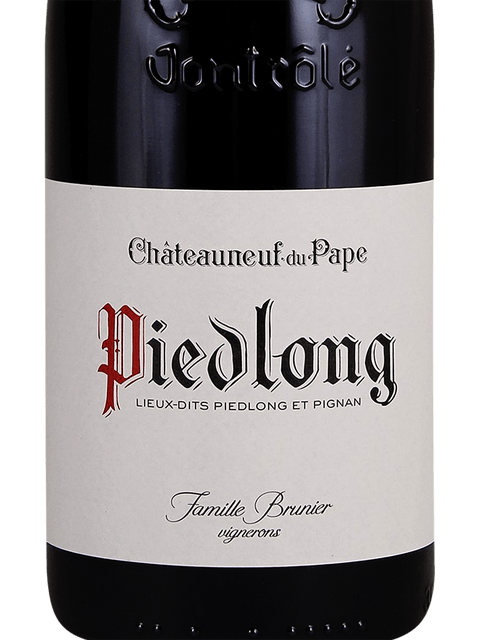 Contrôlé
Châteauneuf·du·Pape
Piedlong
LIEUX-DITS PIEDLONG ET PIGNAN
Famille Brunier
vignerons